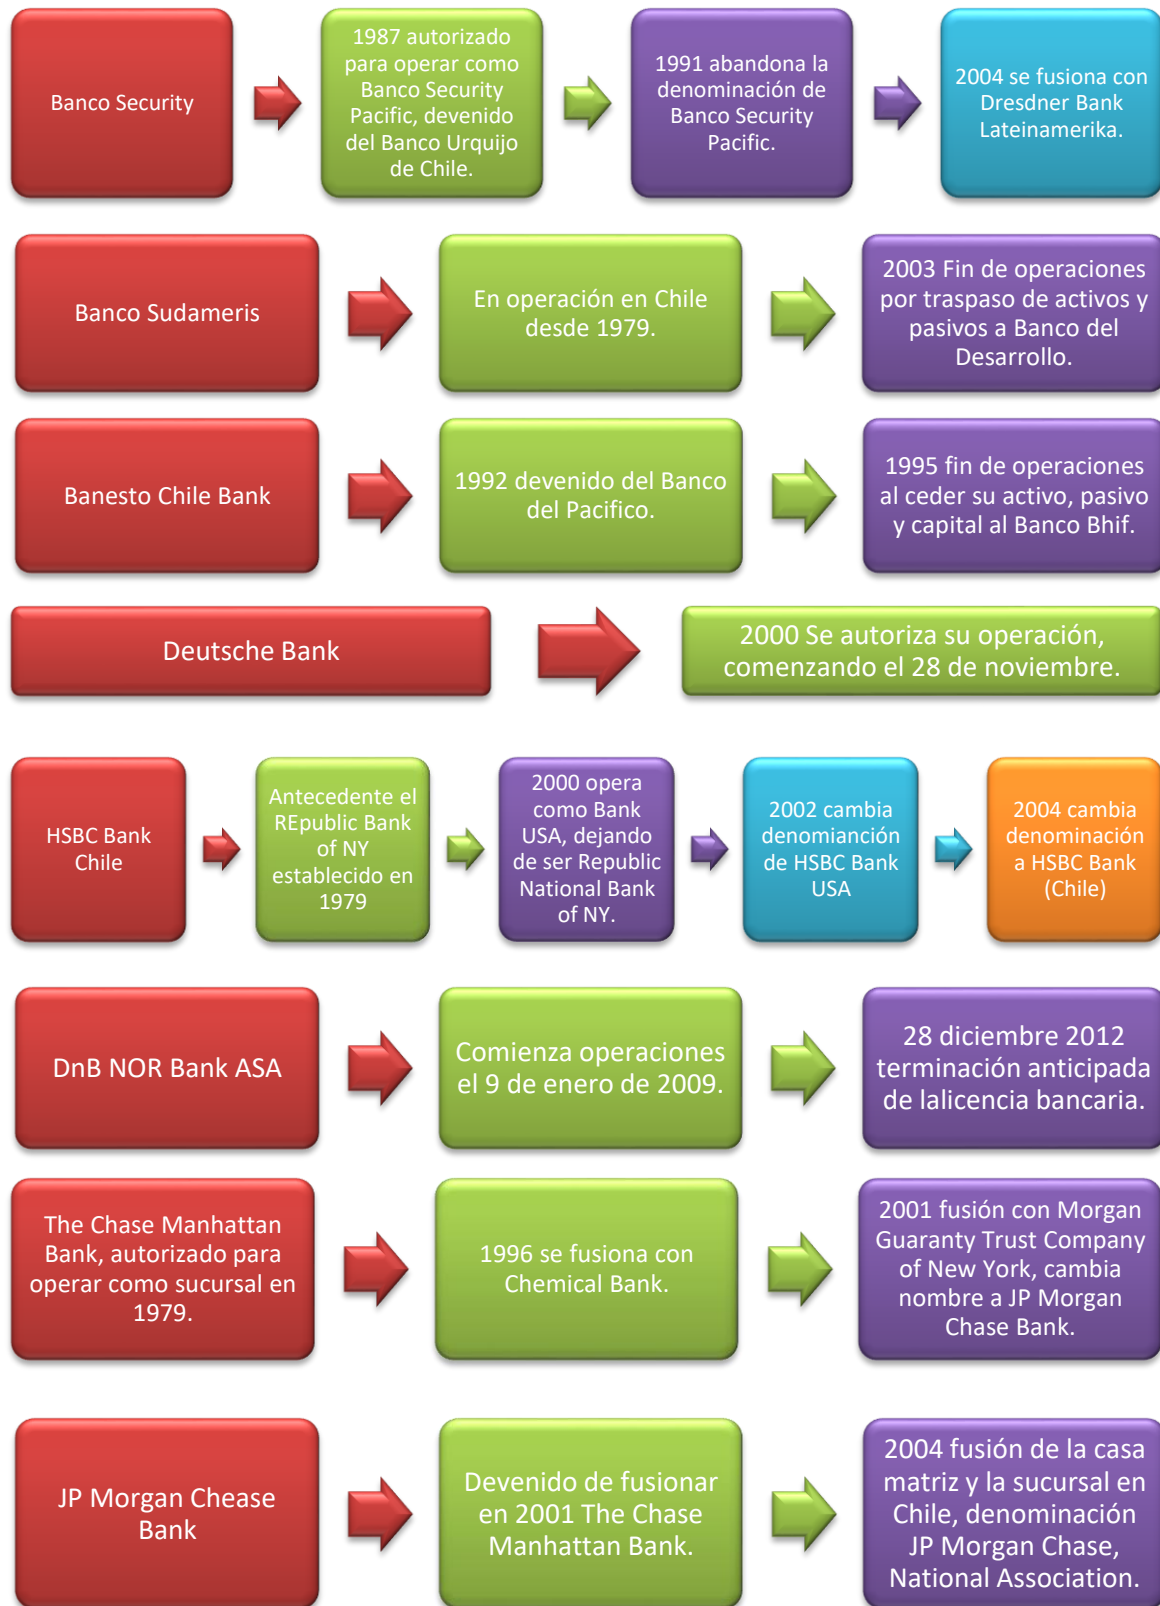 Banco Security
1987 autorizado
para operar como
Banco Security
Pacific, devenido
del Banco Urquijo
de Chile.
1991 abandona la
denominación de
Banco Security
Pacific.
2004 se fusiona con
Dresdner Bank
Lateinamerika.
Banco Sudameris
En operación en Chile
desde 1979.
2003 Fin de operaciones
por traspaso de activos y
pasivos a Banco del
Desarrollo.
Banesto Chile Bank
1992 devenido del Banco
del Pacifico.
1995 fin de operaciones
al ceder su activo, pasivo
y capital al Banco Bhif.
Deutsche Bank
2000 Se autoriza su operación,
comenzando el 28 de noviembre.
HSBC Bank
Chile
Antecedente el
REpublic Bank
of NY
establecido en
1979
2000 opera
como Bank
USA, dejando
de ser Republic
National Bank
of NY.
2002 cambia
denomianción
de HSBC Bank
USA
2004 cambia
denominación
a HSBC Bank
(Chile)
DnB NOR Bank ASA
Comienza operaciones
el 9 de enero de 2009.
28 diciembre 2012
terminación anticipada
de lalicencia bancaria.
The Chase Manhattan
Bank, autorizado para
operar como sucursal en
1979.
1996 se fusiona con
Chemical Bank.
2001 fusión con Morgan
Guaranty Trust Company
of New York, cambia
nombre a JP Morgan
Chase Bank.
JP Morgan Chease
Bank
Devenido de fusionar
en 2001 The Chase
Manhattan Bank.
2004 fusión de la casa
matriz y la sucursal en
Chile, denominación
JP Morgan Chase,
National Association.